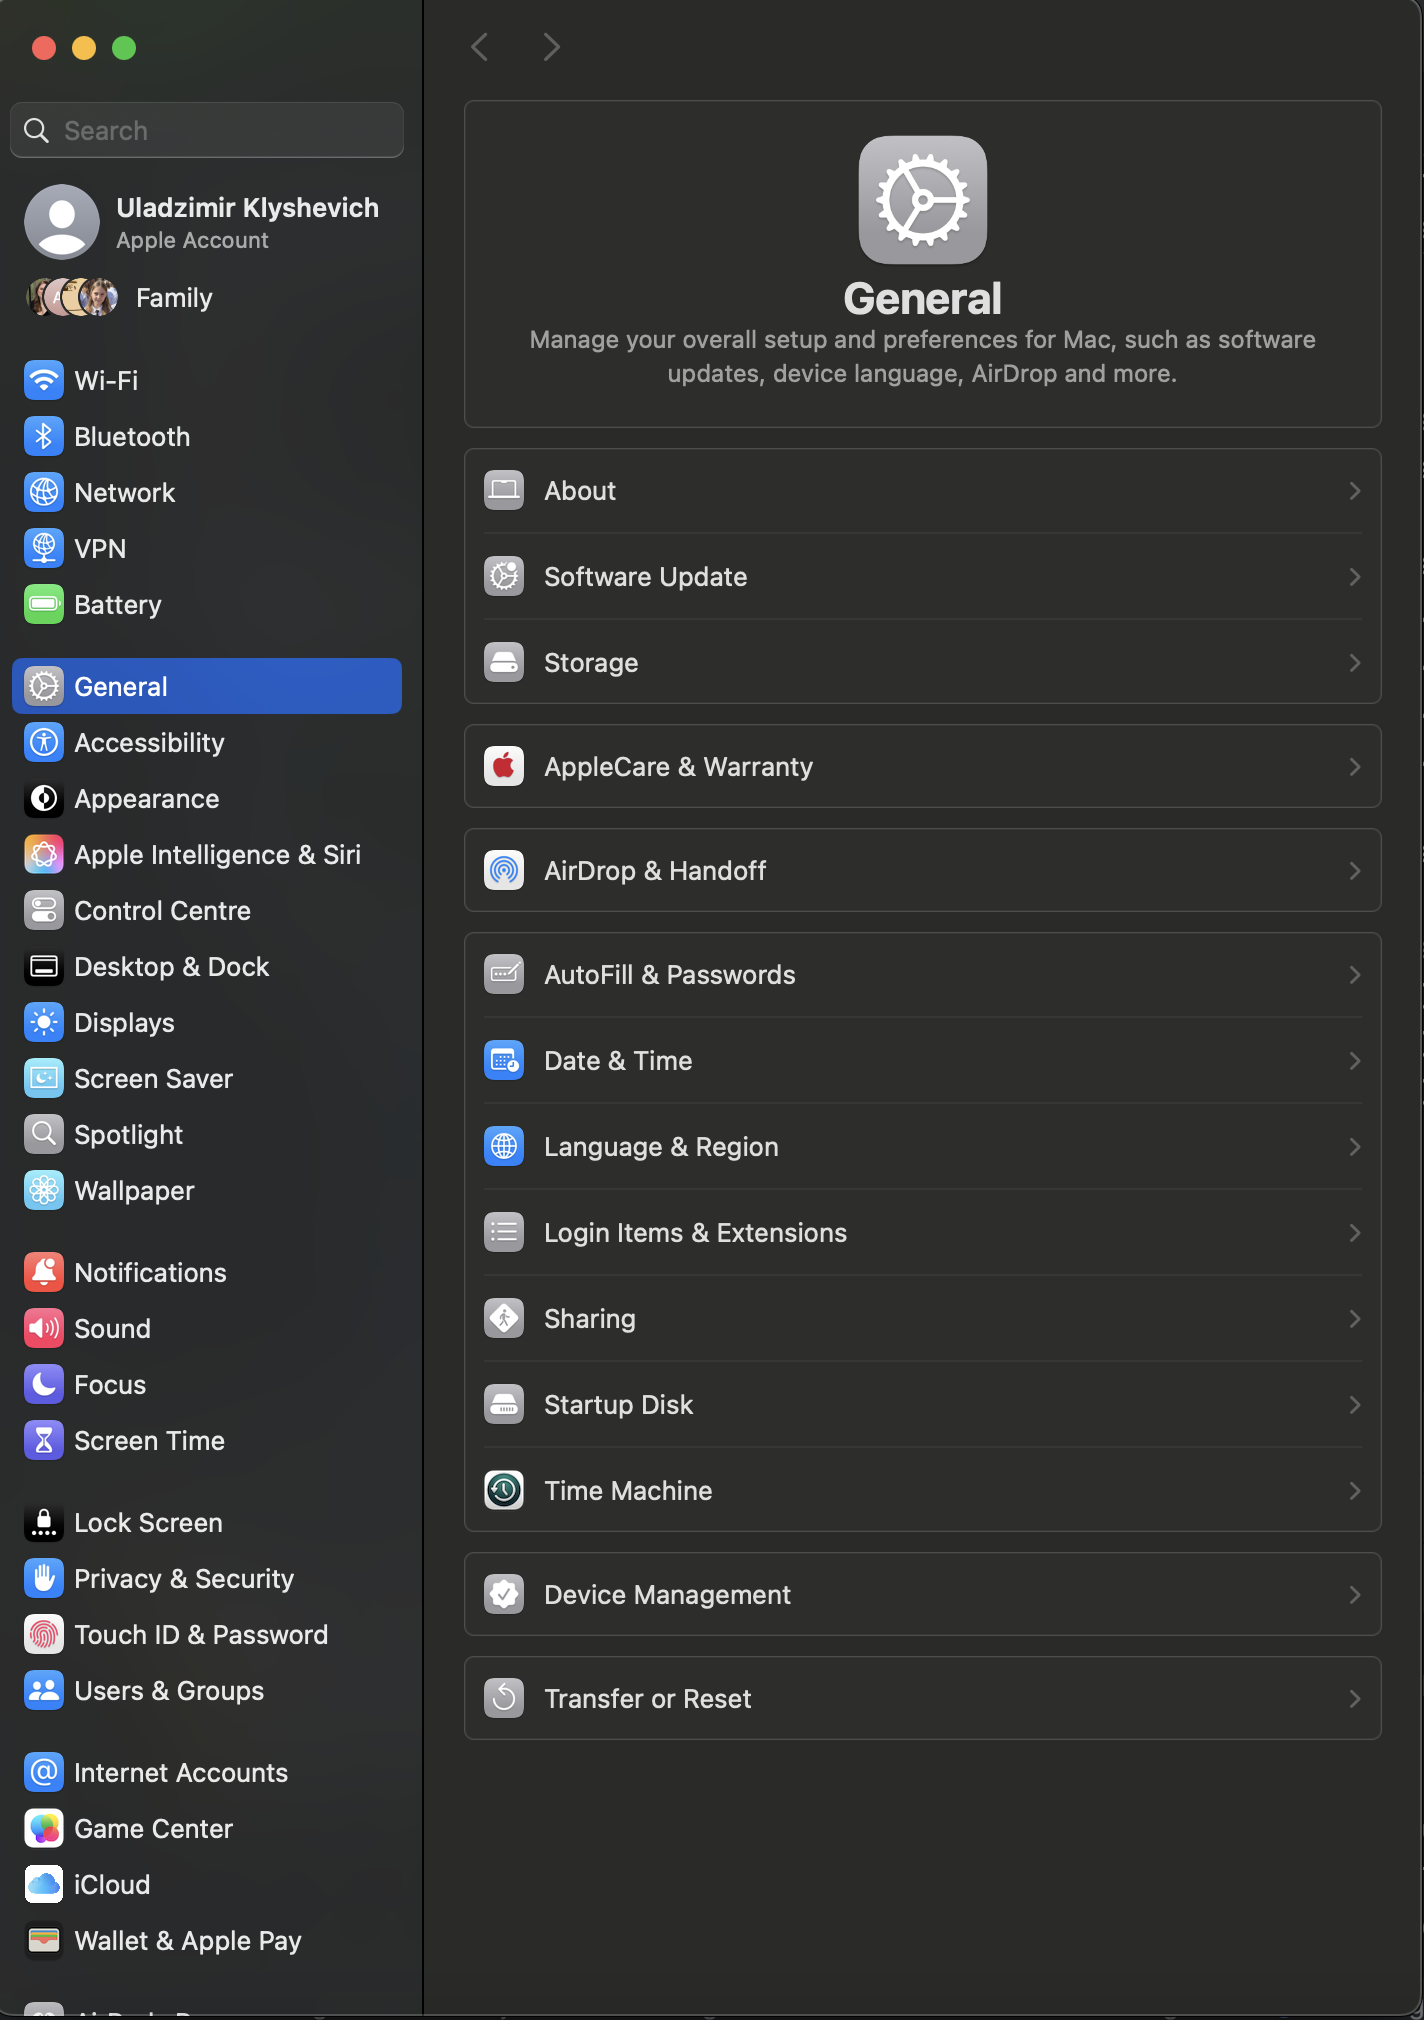 Search
Uladzimir Klyshevich
Apple Account
Family
Wi-Fi
Bluetooth
Network
VPN
Battery
General
Accessibility
Appearance
Apple Intelligence & Siri
Control Centre
Desktop & Dock
Displays
Screen Saver
Spotlight
Wallpaper
Notifications
Sound
Focus
Screen Time
Lock Screen
Privacy & Security
Touch ID & Password
Users & Groups
Internet Accounts
Game Center
iCloud
Wallet & Apple Pay
General
Manage your overall setup and preferences for Mac, such as software
updates, device language, AirDrop and more.
About
Software Update
Storage
AppleCare & Warranty
AirDrop & Handoff
AutoFill & Passwords
Date & Time
Language & Region
Login Items & Extensions
Sharing
Startup Disk
Time Machine
Device Management
Transfer or Reset